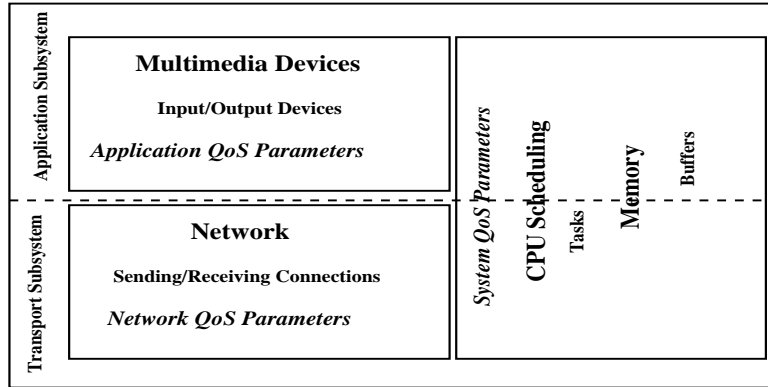 Application Subsystem
Multimedia Devices
Input/Output Devices
Application QoS Parameters
Transport Subsystem
Network
Sending/Receiving Connections
Network QoS Parameters
System QoS Parameters
CPU Scheduling
Tasks
Memory
Buffers